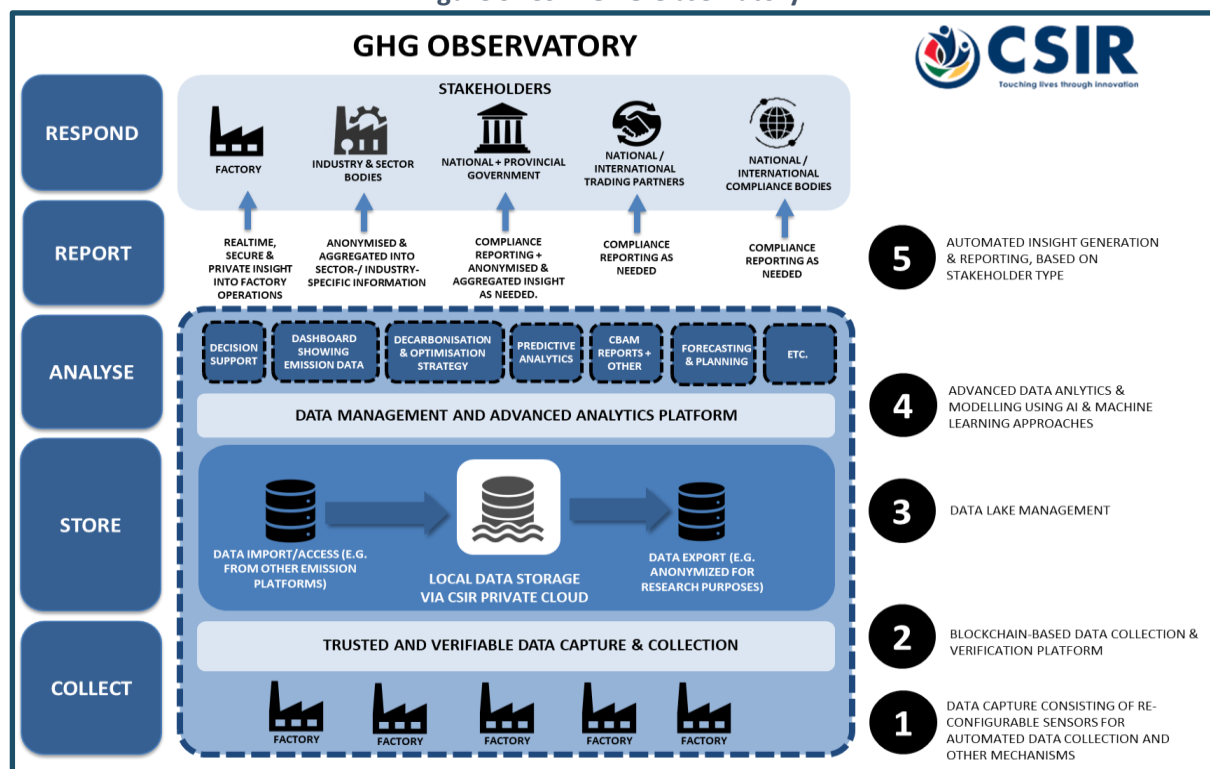 GHG OBSERVATORY
CSIR
Touching lives through innovation
RESPOND
STAKEHOLDERS
FACTORY
INDUSTRY & SECTOR
BODIES
NATIONAL + PROVINCIAL
GOVERNMENT
NATIONAL /
INTERNATIONAL
TRADING PARTNERS
NATIONAL /
INTERNATIONAL
COMPLIANCE BODIES
REPORT
REALTIME,
SECURE &
PRIVATE INSIGHT
INTO FACTORY
OPERATIONS
ANONYMISED &
AGGREGATED INTO
SECTOR-/ INDUSTRY-
SPECIFIC INFORMATION
COMPLIANCE
REPORTING +
ANONYMISED &
AGGREGATED INSIGHT
AS NEEDED.
COMPLIANCE
REPORTING AS
NEEDED
COMPLIANCE
REPORTING AS
NEEDED
5
AUTOMATED INSIGHT GENERATION
& REPORTING, BASED ON
STAKEHOLDER TYPE
ANALYSE
DECISION
SUPPORT
DASHBOARD
SHOWING
EMISSION DATA
DECARBONISATION
& OPTIMISATION
STRATEGY
PREDICTIVE
ANALYTICS
CBAM
REPORTS +
OTHER
FORECASTING
& PLANNING
ETC.
DATA MANAGEMENT AND ADVANCED ANALYTICS PLATFORM
4
ADVANCED DATA ANLYTICS &
MODELLING USING AI & MACHINE
LEARNING APPROACHES
STORE
DATA IMPORT/ACCESS (E.G.
FROM OTHER EMISSION
PLATFORMS)
LOCAL DATA STORAGE
VIA CSIR PRIVATE CLOUD
DATA EXPORT (E.G.
ANONYMIZED FOR
RESEARCH PURPOSES)
3
DATA LAKE MANAGEMENT
COLLECT
TRUSTED AND VERIFIABLE DATA CAPTURE & COLLECTION
2
BLOCKCHAIN-BASED DATA COLLECTION &
VERIFICATION PLATFORM
FACTORY
FACTORY
FACTORY
FACTORY
FACTORY
1
DATA CAPTURE CONSISTING OF RE-
CONFIGURABLE SENSORS FOR
AUTOMATED DATA COLLECTION AND
OTHER MECHANISMS